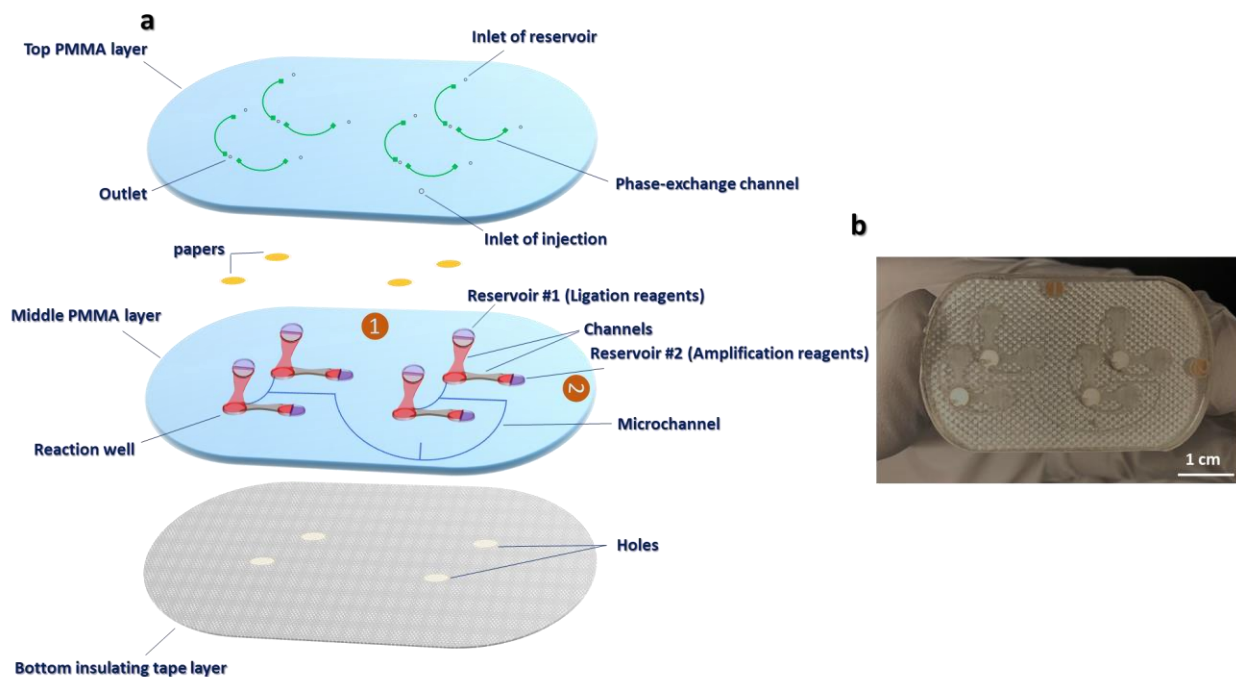 a
Top PMMA layer
Inlet of reservoir
Outlet
Phase-exchange channel
Inlet of injection
papers
Reservoir #1 (Ligation reagents)
Middle PMMA layer
1
Channels
Reservoir #2 (Amplification reagents)
2
Microchannel
Reaction well
Holes
Bottom insulating tape layer
b
1 cm